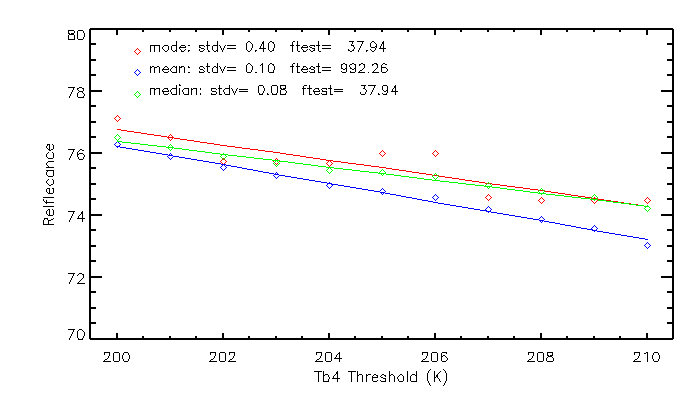 80
mode: stdv= 0.40 ftest= 37.94
mean: stdv= 0.10 ftest= 992.26
median: stdv= 0.08 ftest= 37.94
78
76
74
72
70
Relflecance
200 202 204 206 208 210
Tb4 Threshold (K)